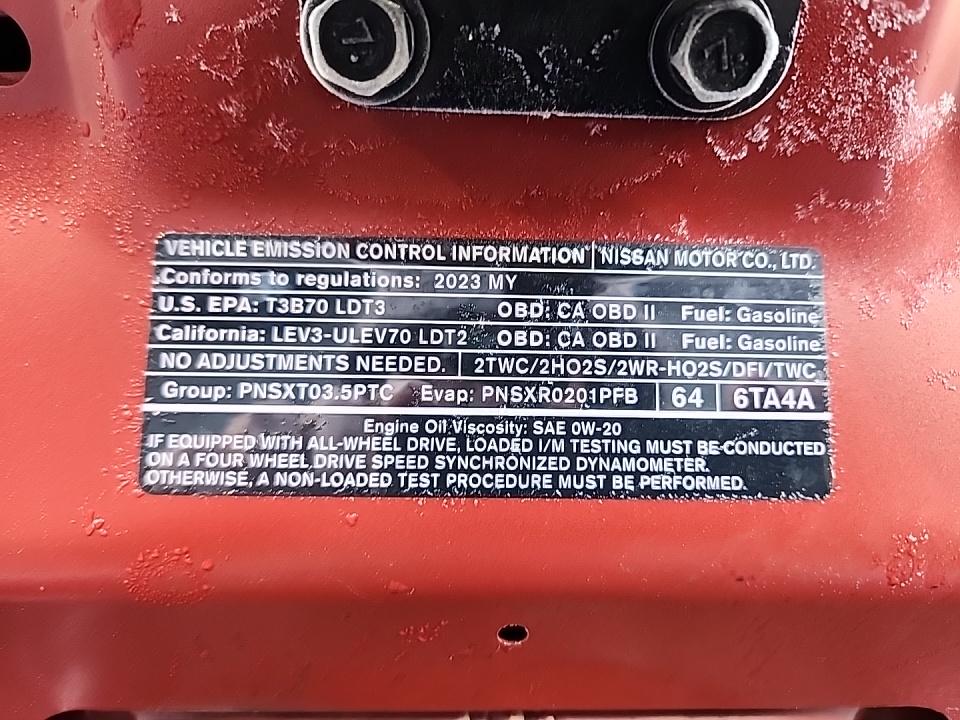 7
7
VEHICLE EMISSION CONTROL INFORMATION NISSAN MOTOR CO., LTD.
Conforms to regulations: 2023 MY
U.S. EPA: T3B70 LDT3 OBD: CA OBD II Fuel: Gasoline
California: LEV3-ULEV70 LDT2 OBD: CA OBD II Fuel: Gasoline
NO ADJUSTMENTS NEEDED. 2TWC/2HO2S/2WR-HO2S/DFI/TWC
Group: PNSXT03.5PTC Evap: PNSXR0201PFB 64 6TA4A
Engine Oil Viscosity: SAE 0W-20
IF EQUIPPED WITH ALL-WHEEL DRIVE, LOADED I/M TESTING MUST BE CONDUCTED
ON A FOUR WHEEL DRIVE SPEED SYNCHRONIZED DYNAMOMETER.
OTHERWISE, A NON-LOADED TEST PROCEDURE MUST BE PERFORMED.